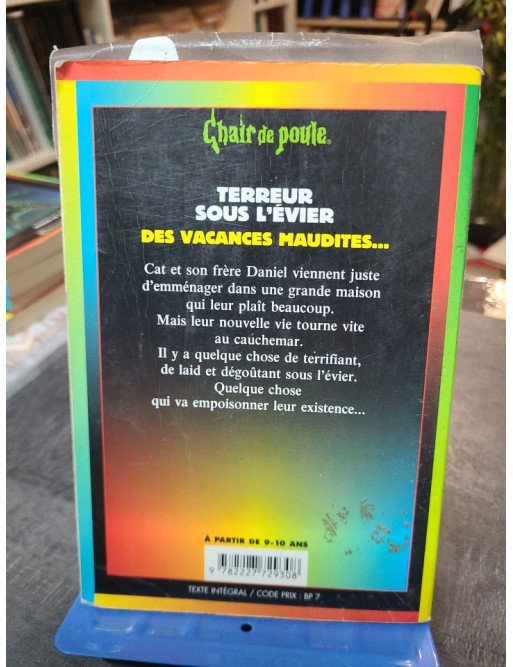 Chair de poule®
TERREUR
SOUS L'ÉVIER
DES VACANCES MAUDITES...
Cat et son frère Daniel viennent juste
d'emménager dans une grande maison
qui leur plaît beaucoup.
Mais leur nouvelle vie tourne vite
au cauchemar.
Il y a quelque chose de terrifiant,
de laid et dégoûtant sous l'évier.
Quelque chose
qui va empoisonner leur existence...
À PARTIR DE 9-10 ANS
9 782227 729308
TEXTE INTÉGRAL / CODE PRIX : BP 7